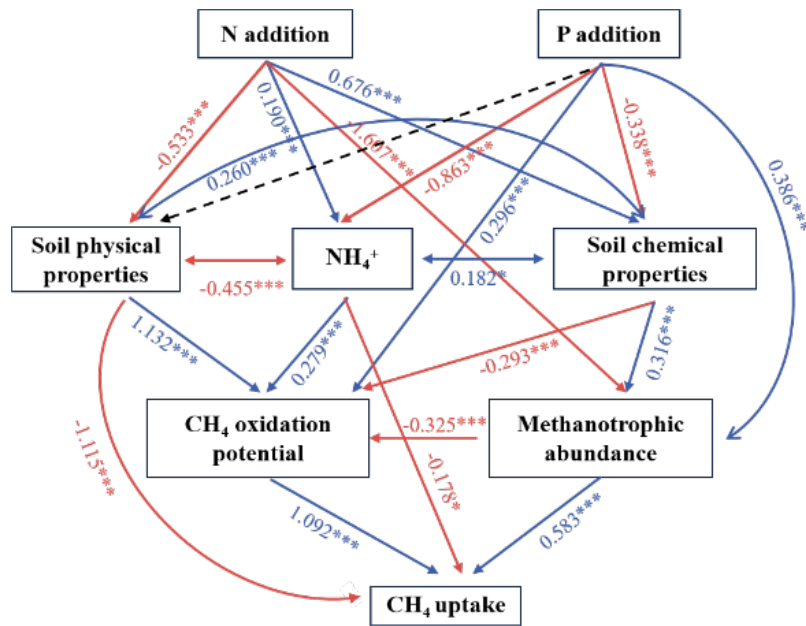 N addition
P addition
0.676***
-0.533***
0.190***
-1.607***
-0.338***
-0.863***
0.260***
0.296***
0.386***
Soil physical
properties
NH₄⁺
Soil chemical
properties
-0.455***
0.182*
1.132***
0.279***
-0.293***
0.316***
CH₄ oxidation
potential
-0.325***
Methanotrophic
abundance
-1.115***
-0.178*
1.092***
0.583***
CH₄ uptake